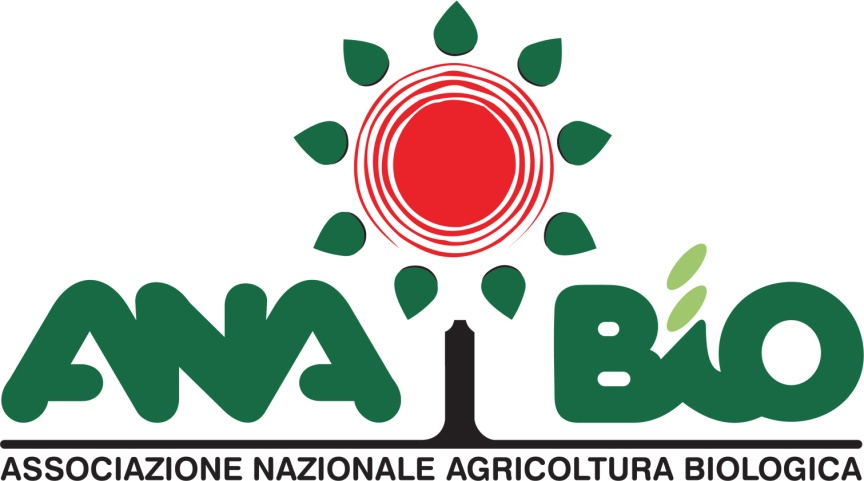 ANA BIO
ASSOCIAZIONE NAZIONALE AGRICOLTURA BIOLOGICA